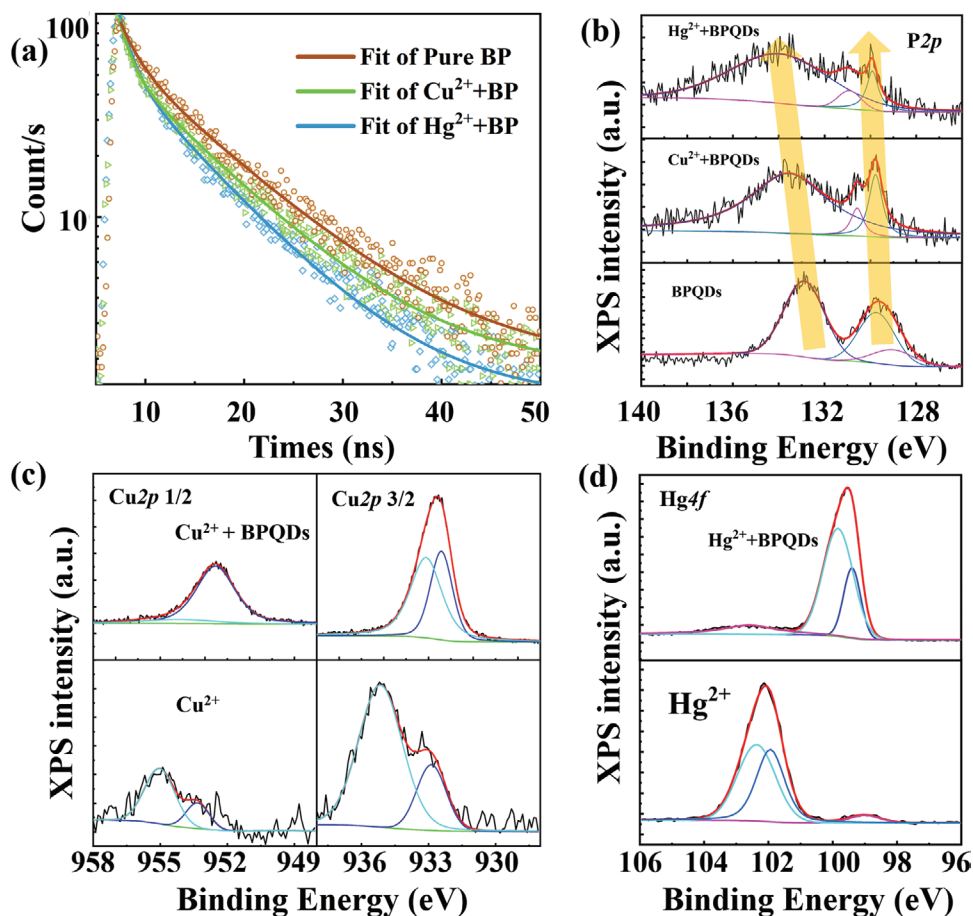 (a)
100
10
Count/s
Fit of Pure BP
Fit of Cu²⁺+BP
Fit of Hg²⁺+BP
10 20 30 40 50
Times (ns)
(b)
Hg²⁺+BPQDs
P2p
Cu²⁺+BPQDs
BPQDs
XPS intensity (a.u.)
140 136 132 128
Binding Energy (eV)
(c)
Cu2p 1/2
Cu2p 3/2
Cu²⁺ + BPQDs
Cu²⁺
XPS intensity (a.u.)
958 955 952 949 936 933 930
Binding Energy (eV)
(d)
Hg4f
Hg²⁺+BPQDs
Hg²⁺
XPS intensity (a.u.)
106 104 102 100 98 96
Binding Energy (eV)